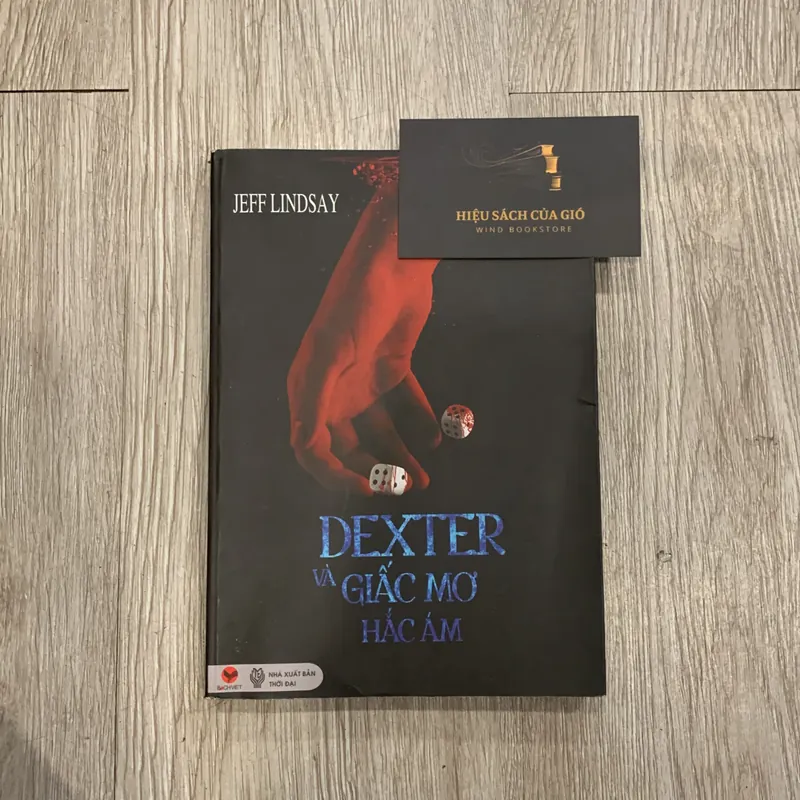 JEFF LINDSAY
HIỆU SÁCH CỦA GIÓ
WIND BOOKSTORE
DEXTER
VÀ GIẤC MƠ
HẮC ÁM
SACHVIET
NHÀ XUẤT BẢN
THỜI ĐẠI